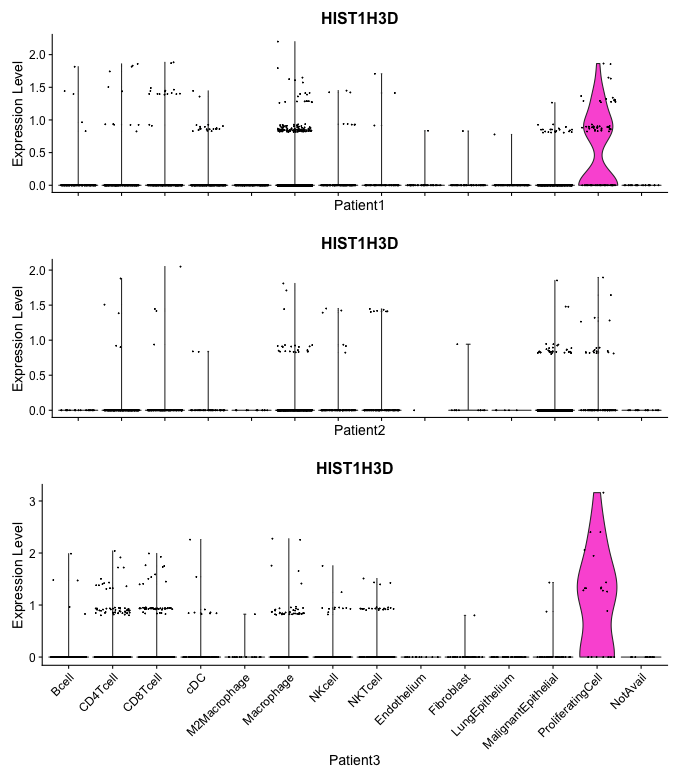 HIST1H3D
Expression Level
2.0
1.5
1.0
0.5
0.0
Patient1
HIST1H3D
Expression Level
2.0
1.5
1.0
0.5
0.0
Patient2
HIST1H3D
Expression Level
3
2
1
0
Bcell
CD4Tcell
CD8Tcell
cDC
M2Macrophage
Macrophage
NKcell
NKTcell
Endothelium
Fibroblast
LungEpithelium
MalignantEpithelial
ProliferatingCell
NotAvail
Patient3